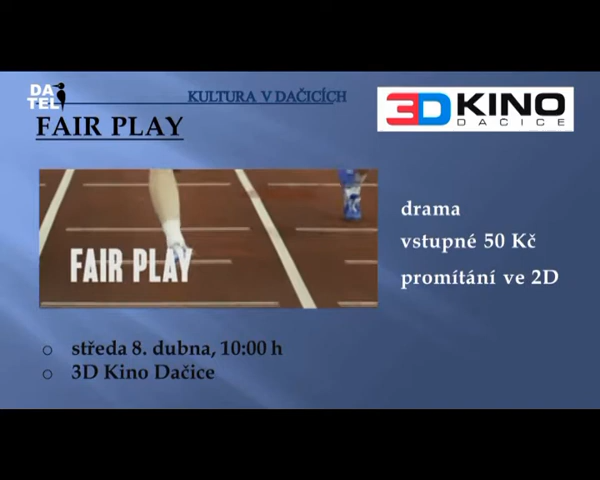 DA
TEL
KULTURA V DAČICÍCH
FAIR PLAY
3D KINO
DAČICE
FAIR PLAY
drama
vstupné 50 Kč
promítání ve 2D
středa 8. dubna, 10:00 h
3D Kino Dačice